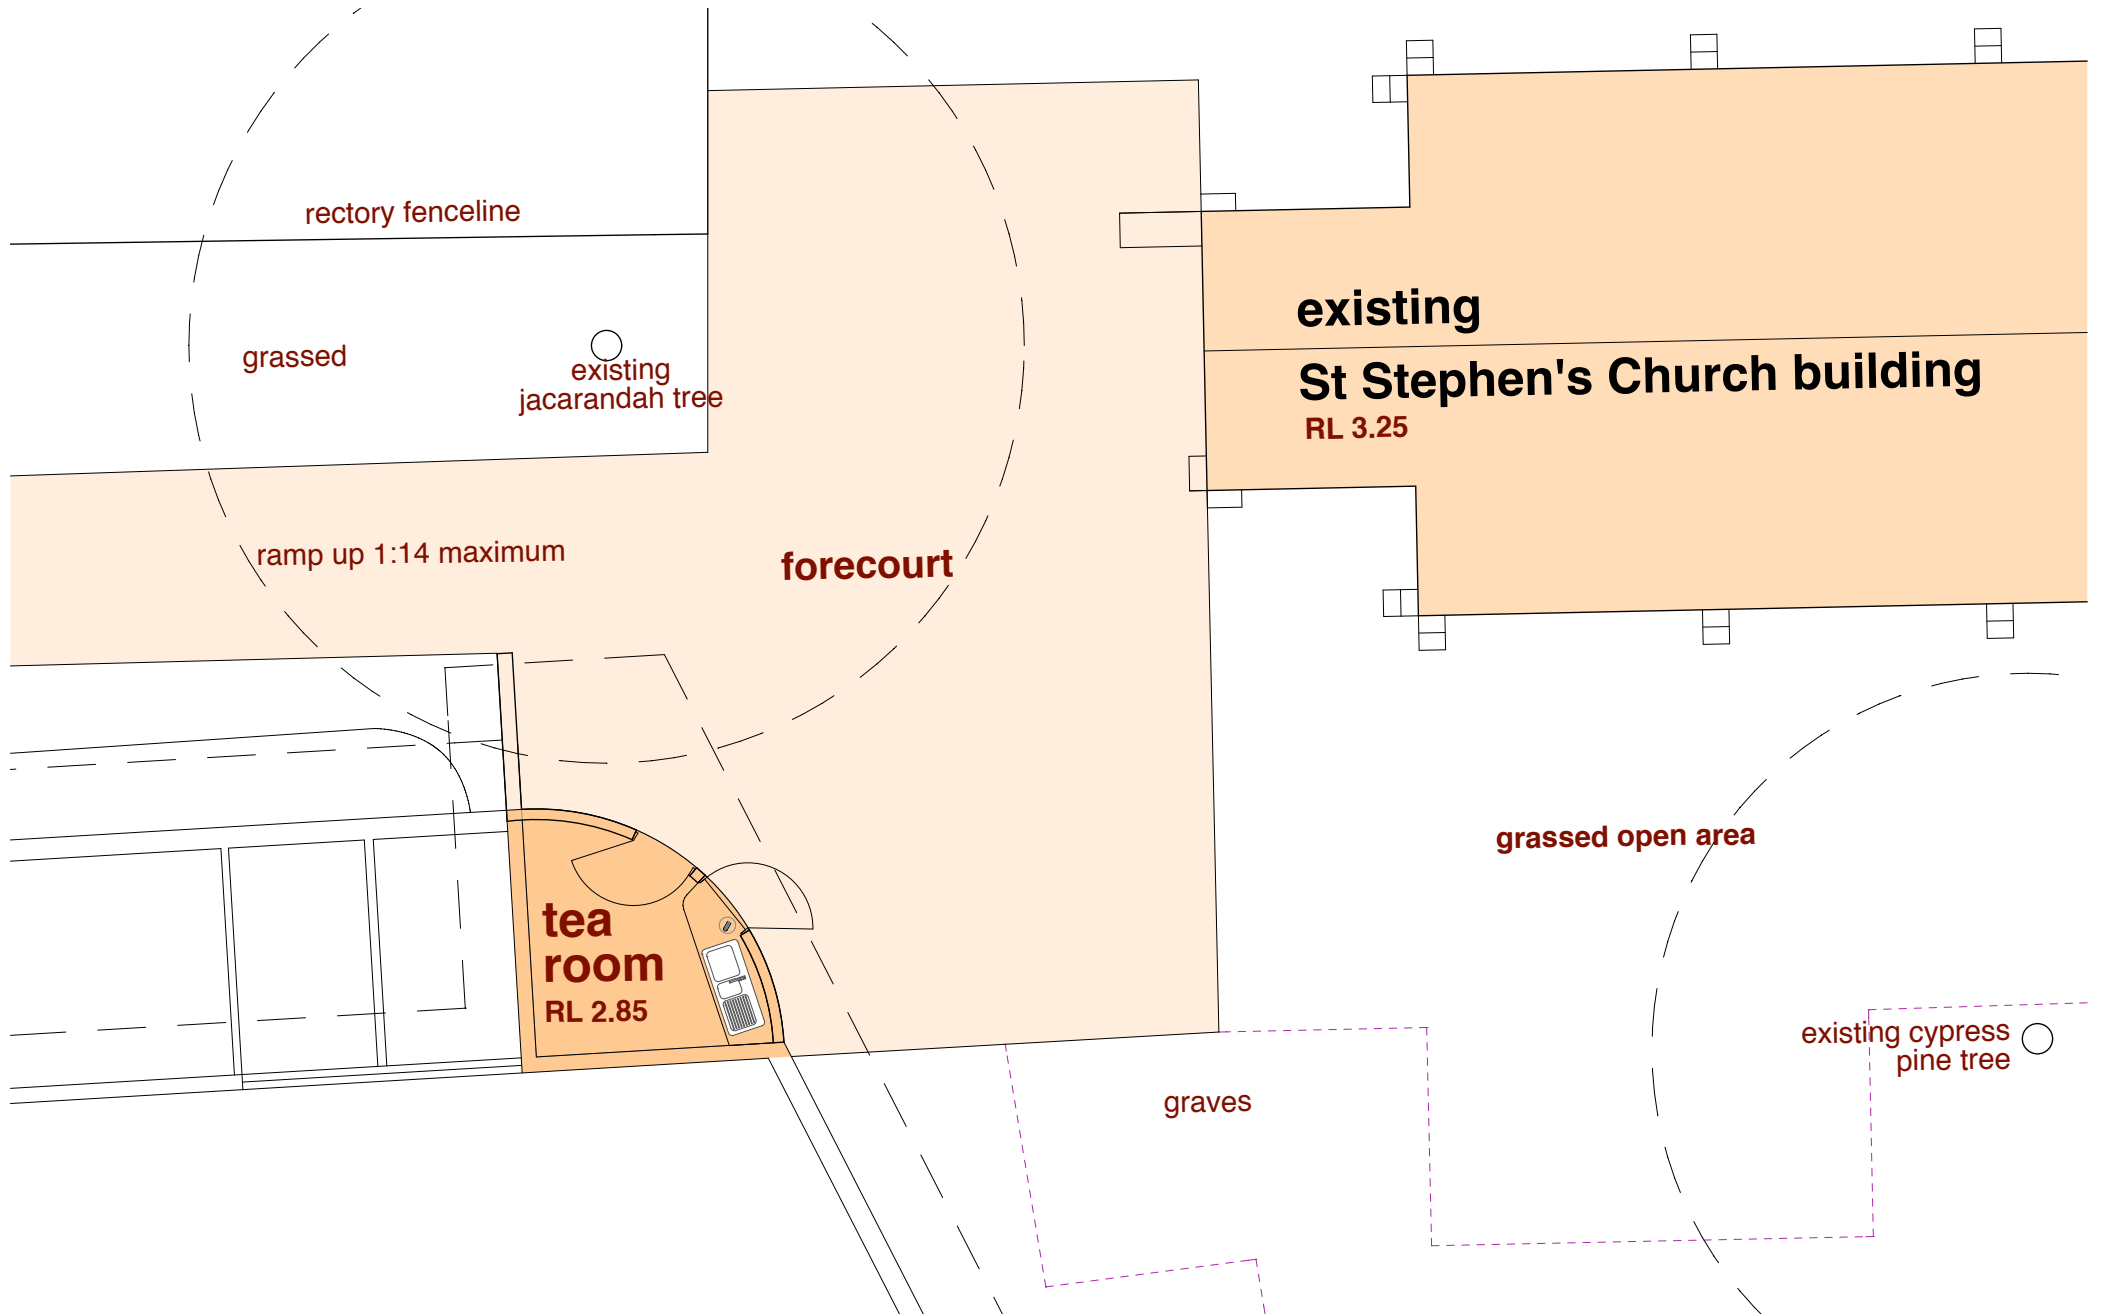 rectory fenceline
existing
grassed
existing
jacarandah tree
St Stephen's Church building
RL 3.25
ramp up 1:14 maximum
forecourt
grassed open area
tea
room
RL 2.85
existing cypress
pine tree
graves